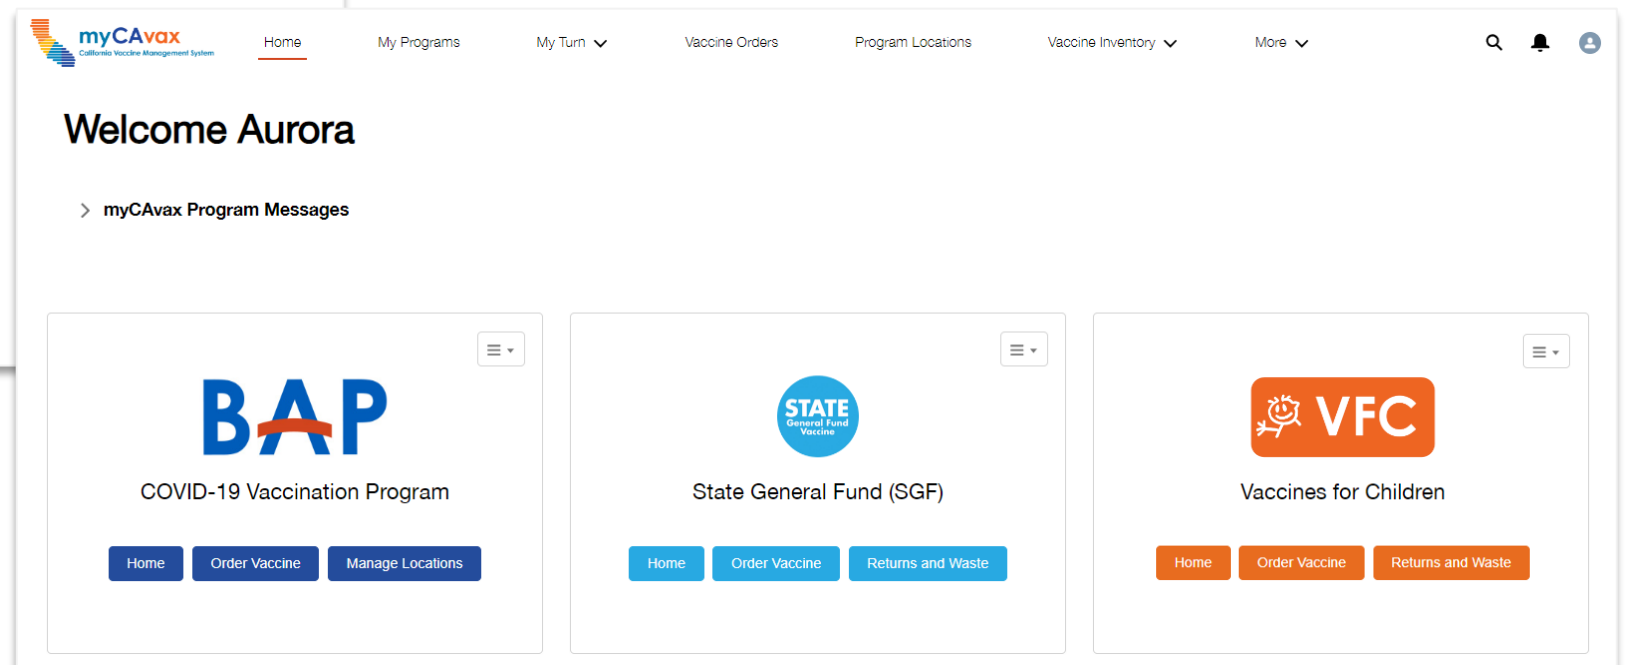 myCAvax
California Vaccine Management System
Home
My Programs
My Turn
Vaccine Orders
Program Locations
Vaccine Inventory
More
Welcome Aurora
myCAvax Program Messages
BAP
COVID-19 Vaccination Program
Home
Order Vaccine
Manage Locations
STATE
General Fund
Vaccine
State General Fund (SGF)
Home
Order Vaccine
Returns and Waste
VFC
Vaccines for Children
Home
Order Vaccine
Returns and Waste